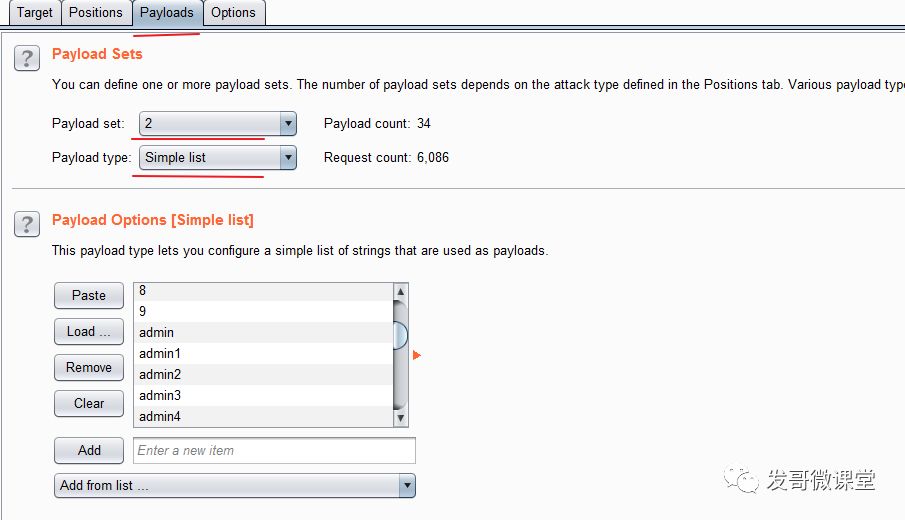 Target Positions Payloads Options
? Payload Sets
You can define one or more payload sets. The number of payload sets depends on the attack type defined in the Positions tab. Various payload type
Payload set: 2 Payload count: 34
Payload type: Simple list Request count: 6,086
? Payload Options [Simple list]
This payload type lets you configure a simple list of strings that are used as payloads.
Paste
Load ...
Remove
Clear
8
9
admin
admin1
admin2
admin3
admin4
Add Enter a new item
Add from list ...
发哥微课堂